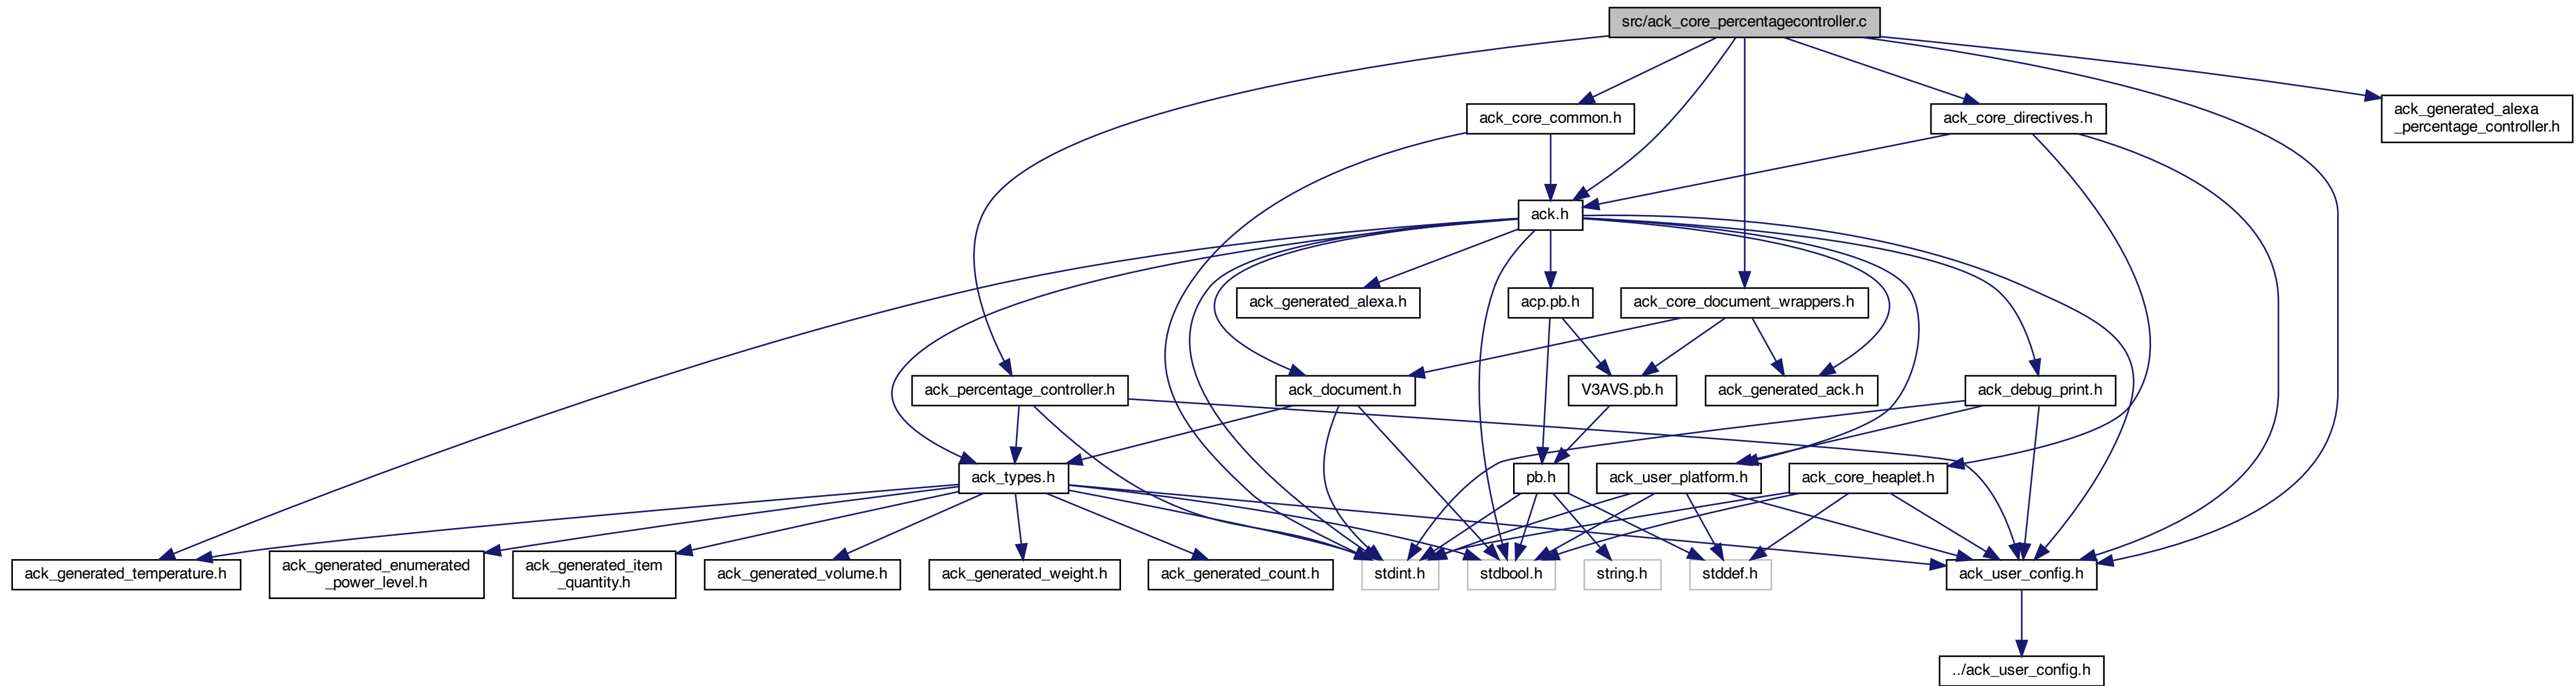 src/ack_core_percentagecontroller.c
ack_core_common.h
ack_core_directives.h
ack_generated_alexa
_percentage_controller.h
ack.h
ack_generated_alexa.h
acp.pb.h
ack_core_document_wrappers.h
ack_percentage_controller.h
ack_document.h
V3AVS.pb.h
ack_generated_ack.h
ack_debug_print.h
ack_types.h
pb.h
ack_user_platform.h
ack_core_heaplet.h
ack_generated_temperature.h
ack_generated_enumerated
_power_level.h
ack_generated_item
_quantity.h
ack_generated_volume.h
ack_generated_weight.h
ack_generated_count.h
stdint.h
stdbool.h
string.h
stddef.h
ack_user_config.h
../ack_user_config.h